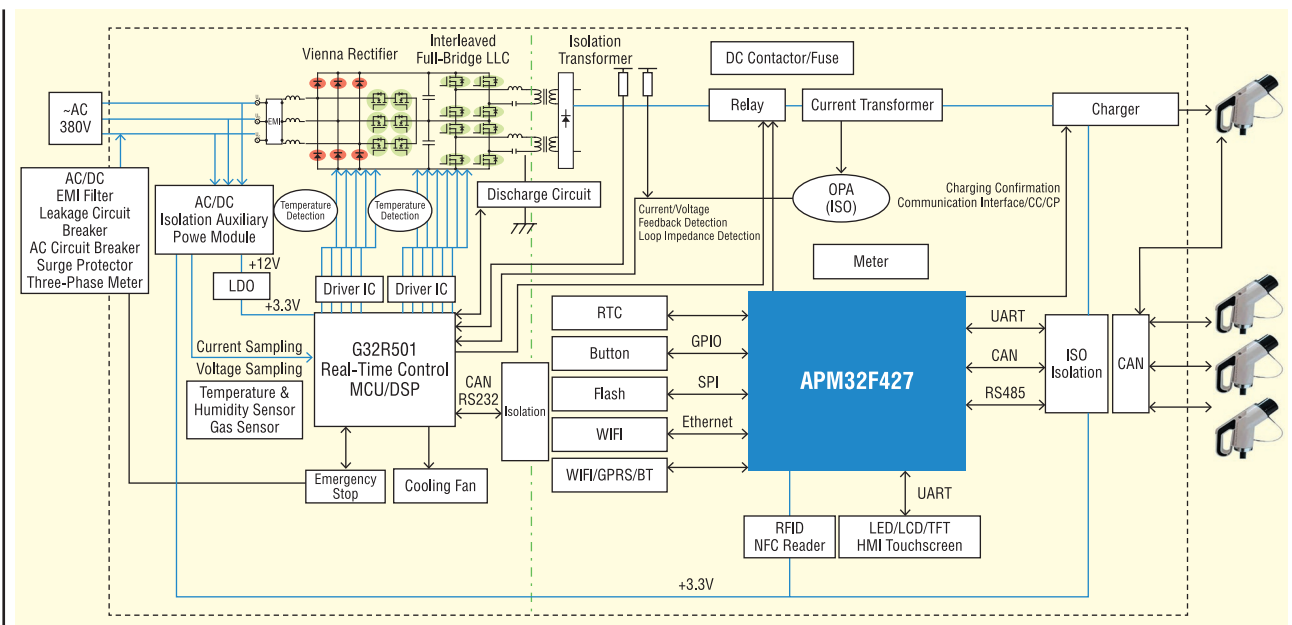 Vienna Rectifier
Interleaved
Full-Bridge LLC
Isolation
Transformer
DC Contactor/Fuse
~AC
380V
EMI
Relay
Current Transformer
Charger
AC/DC
EMI Filter
Leakage Circuit
Breaker
AC Circuit Breaker
Surge Protector
Three-Phase Meter
AC/DC
Isolation Auxiliary
Powe Module
Temperature
Detection
Temperature
Detection
Discharge Circuit
OPA
(ISO)
Charging Confirmation
Communication Interface/CC/CP
Current/Voltage
Feedback Detection
Loop Impedance Detection
Meter
+12V
LDO
+3.3V
Driver IC
Driver IC
Current Sampling
Voltage Sampling
G32R501
Real-Time Control
MCU/DSP
Temperature &
Humidity Sensor
Gas Sensor
CAN
RS232
Isolation
Emergency
Stop
Cooling Fan
RTC
Button
GPIO
Flash
SPI
WIFI
Ethernet
WIFI/GPRS/BT
APM32F427
UART
CAN
RS485
ISO
Isolation
CAN
UART
RFID
NFC Reader
LED/LCD/TFT
HMI Touchscreen
+3.3V